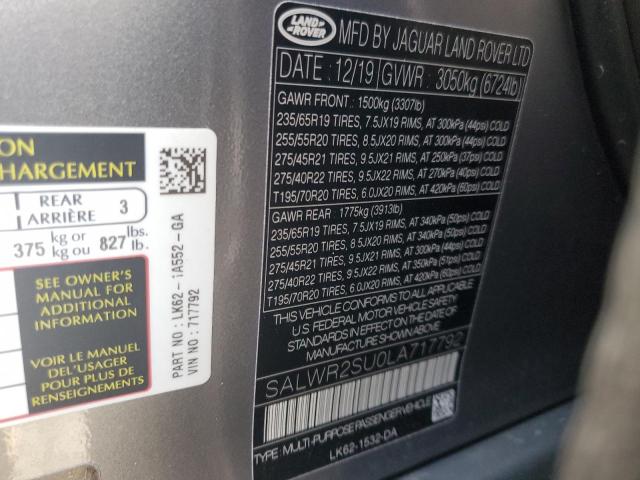 ON
CHARGEMENT
REAR
ARRIÈRE 3
375 kg or kg ou 827 lbs. lb.
SEE OWNER'S
MANUAL FOR
ADDITIONAL
INFORMATION
VOIR LE MANUEL
DEL'USAGER
POUR PLUS DE
RENSEIGNEMENTS
PART NO: LK62-1A552-GA
SN: 717792
LAND
ROVER
MFD BY JAGUAR LAND ROVER LTD
DATE: 12/19 GVWR: 3050kg (6724lb)
GAWR FRONT: 1500kg (3307lb)
235/65R19 TIRES, 7.5JX19 RIMS, AT 300kPa (44psi) COLD
255/55R20 TIRES, 8.5JX20 RIMS, AT 300kPa (44psi) COLD
275/45R21 TIRES, 9.5JX21 RIMS, AT 250kPa (37psi) COLD
275/40R22 TIRES, 9.5JX22 RIMS, AT 270kPa (40psi) COLD
T195/70R20 TIRES, 6.0JX20 RIMS, AT 420kPa (60psi) COLD
GAWR REAR: 1775kg (3913lb)
235/65R19 TIRES, 7.5JX19 RIMS, AT 340kPa (50psi) COLD
255/55R20 TIRES, 8.5JX20 RIMS, AT 340kPa (50psi) COLD
275/45R21 TIRES, 9.5JX21 RIMS, AT 340kPa (50psi) COLD
275/40R22 TIRES, 9.5JX22 RIMS, AT 350kPa (51psi) COLD
T195/70R20 TIRES, 6.0JX20 RIMS, AT 420kPa (60psi) COLD
THIS VEHICLE CONFORMS TO ALL APPLICABLE
U.S. FEDERAL MOTOR VEHICLE SAFETY
STANDARDS IN EFFECT ON THE DATE OF
MANUFACTURE SHOWN ABOVE.
SALWR2SU0LA717792
TYPE: MULTI-PURPOSE PASSENGER VEHICLE
LK62-1532-DA